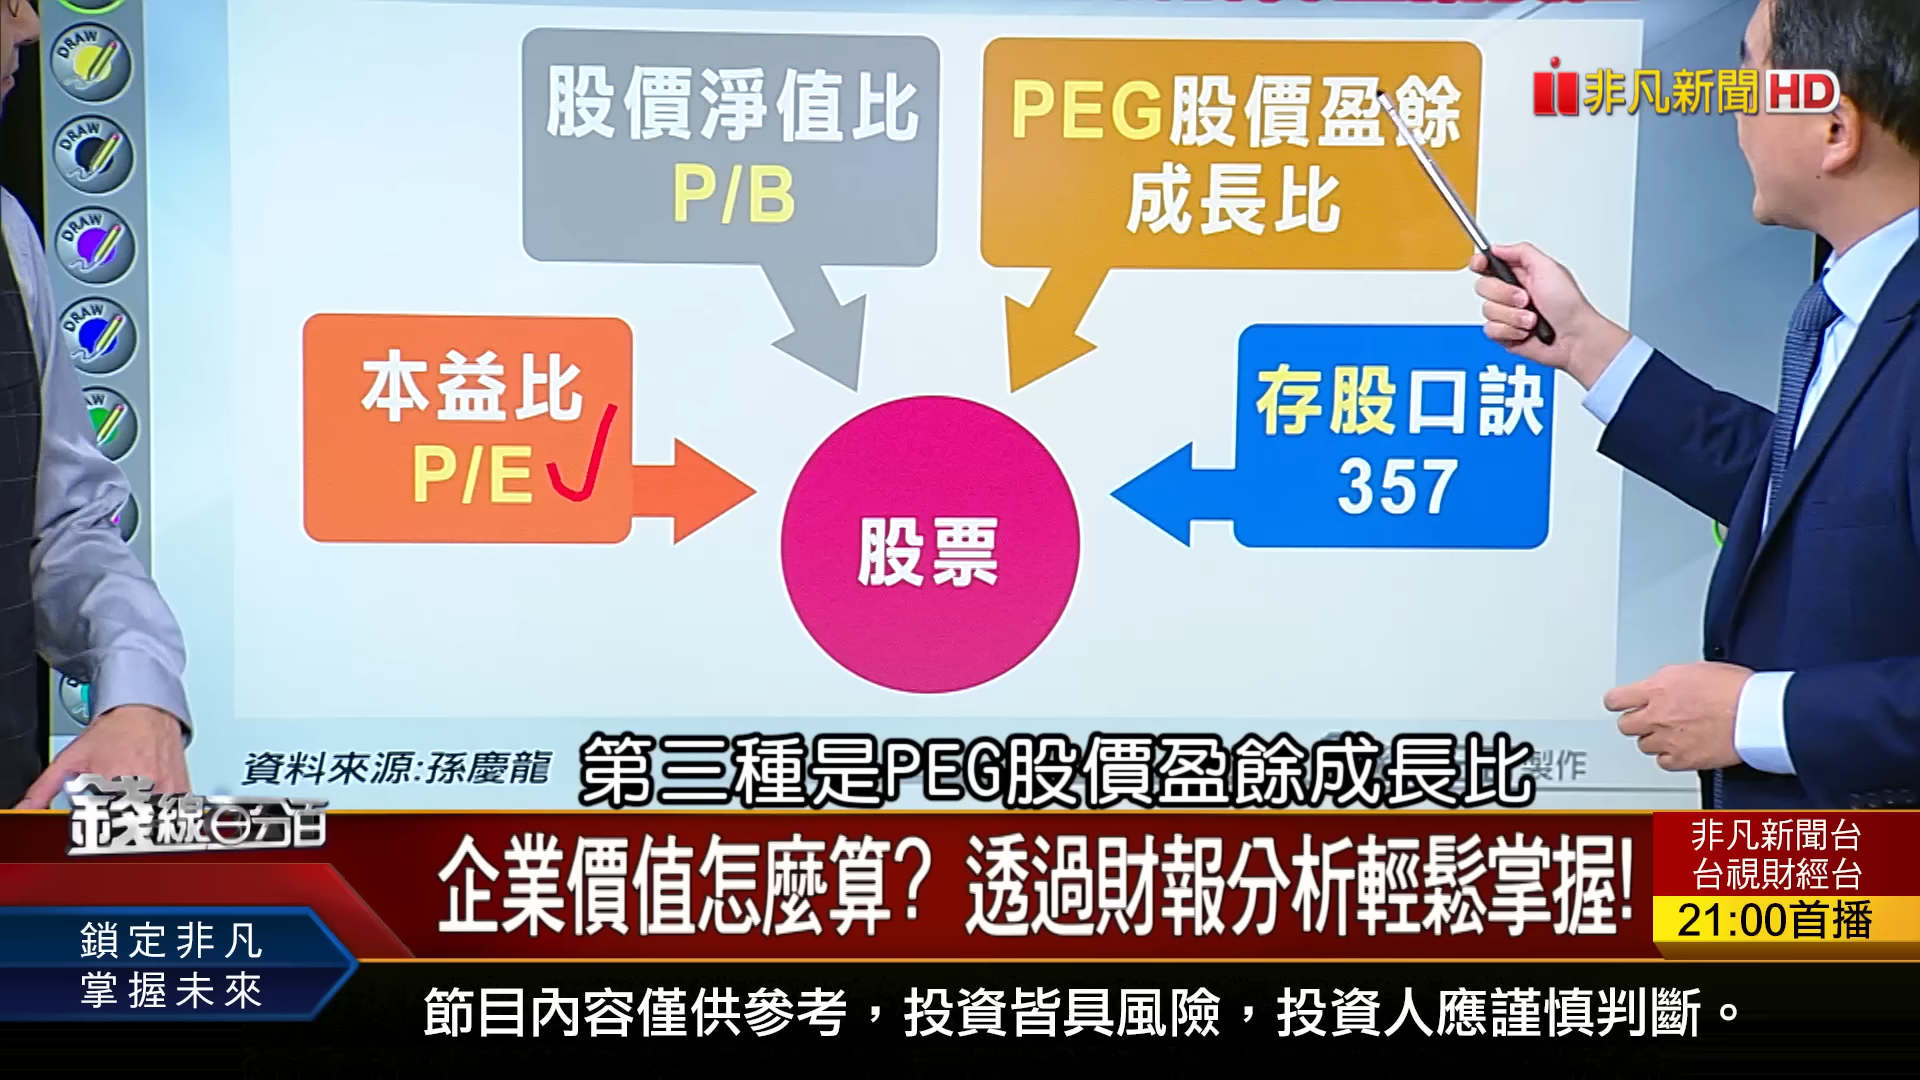 DRAW
DRAW
DRAW
DRAW
股價淨值比
P/B
PEG股價盈餘
成長比
非凡新聞HD
本益比
P/E
存股口訣
357
股票
資料來源:孫慶龍
製作
第三種是PEG股價盈餘成長比
錢線百分百
企業價值怎麼算? 透過財報分析輕鬆掌握!
非凡新聞台
台視財經台
21:00首播
鎖定非凡
掌握未來
節目內容僅供參考，投資皆具風險，投資人應謹慎判斷。